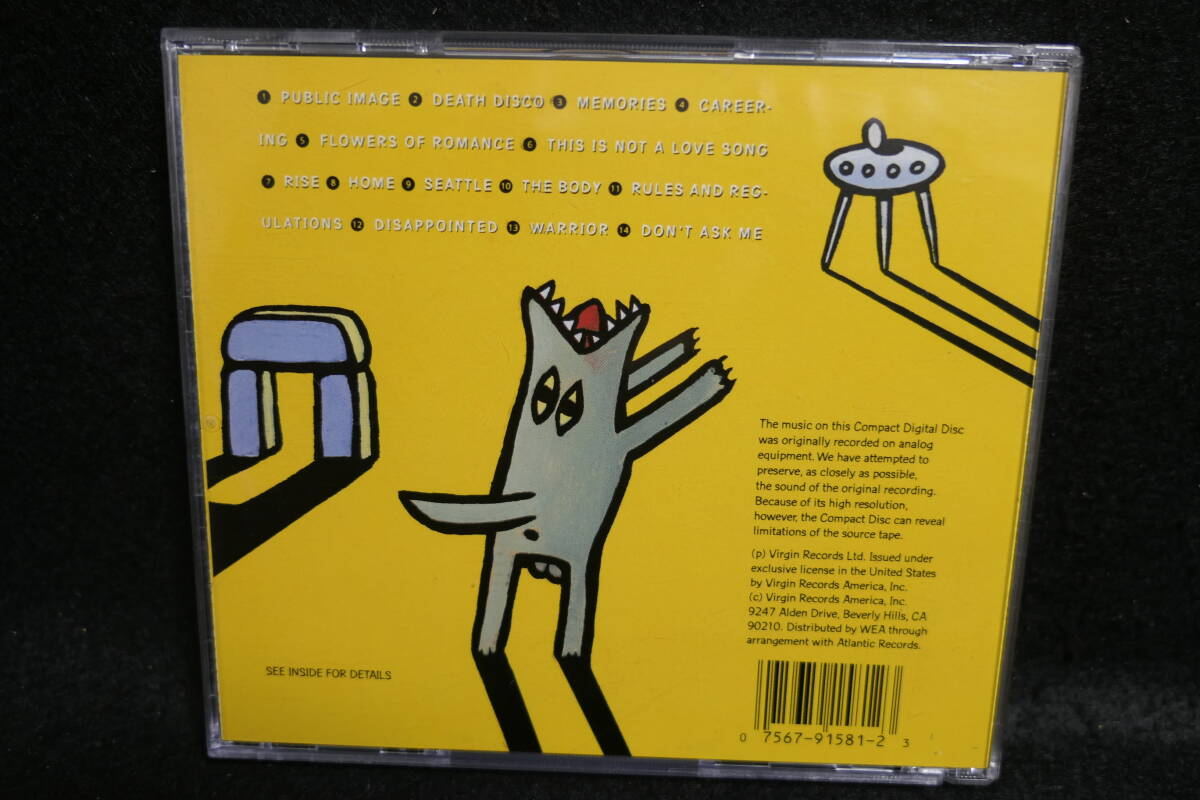 1 PUBLIC IMAGE 2 DEATH DISCO 3 MEMORIES 4 CAREER-
ING 5 FLOWERS OF ROMANCE 6 THIS IS NOT A LOVE SONG
7 RISE 8 HOME 9 SEATTLE 10 THE BODY 11 RULES AND REG-
ULATIONS 12 DISAPPOINTED 13 WARRIOR 14 DON'T ASK ME
The music on this Compact Digital Disc
was originally recorded on analog
equipment. We have attempted to
preserve, as closely as possible,
the sound of the original recording.
Because of its high resolution,
however, the Compact Disc can reveal
limitations of the source tape.
(p) Virgin Records Ltd. Issued under
exclusive license in the United States
by Virgin Records America, Inc.
(c) Virgin Records America, Inc.
9247 Alden Drive, Beverly Hills, CA
90210. Distributed by WEA through
arrangement with Atlantic Records.
SEE INSIDE FOR DETAILS
0 7567-91581-2 3